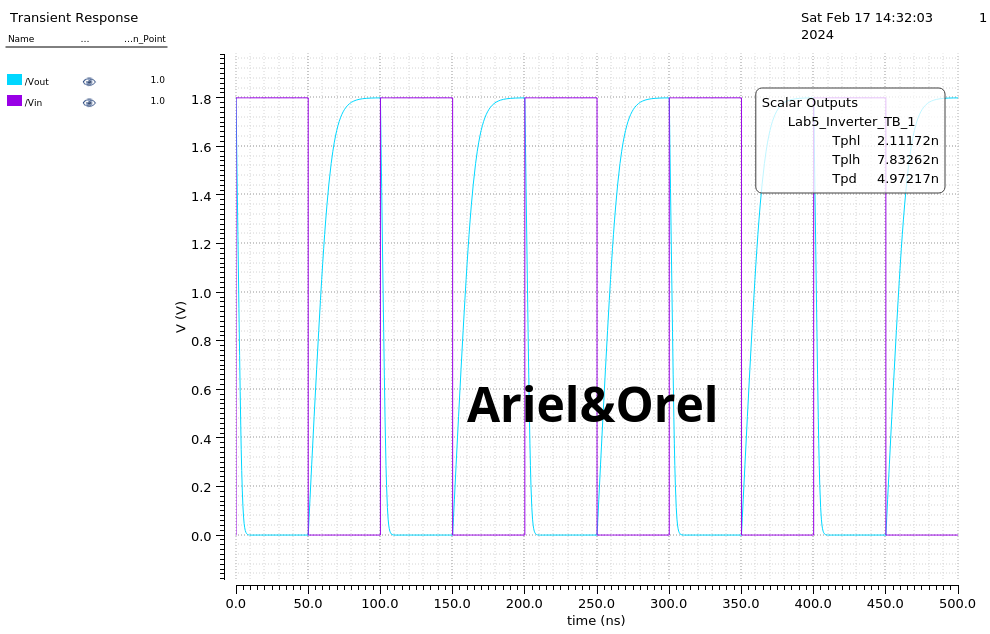 Transient Response
Sat Feb 17 14:32:03 1
2024
Name ... ...n_Point
/Vout 1.0
/Vin 1.0
Scalar Outputs
Lab5_Inverter_TB_1
Tphl 2.11172n
Tplh 7.83262n
Tpd 4.97217n
1.8
1.6
1.4
1.2
1.0
0.8
0.6
0.4
0.2
0.0
V (V)
Ariel&Orel
0.0 50.0 100.0 150.0 200.0 250.0 300.0 350.0 400.0 450.0 500.0
time (ns)